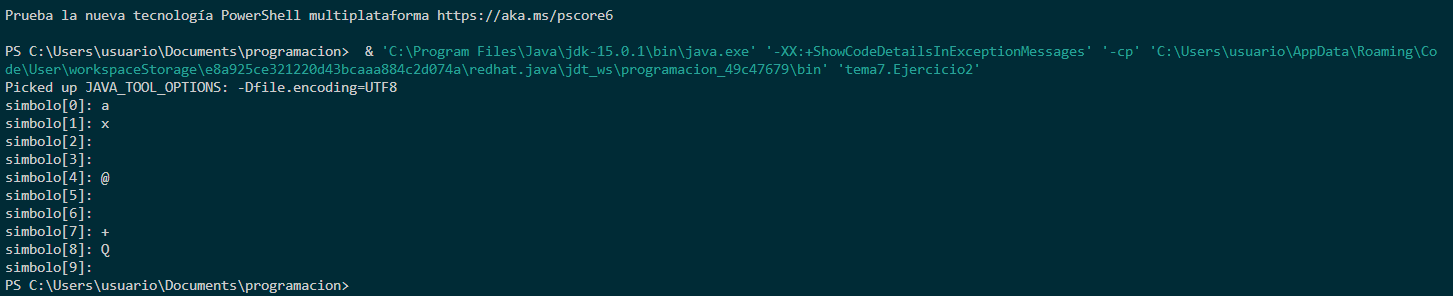 Prueba la nueva tecnología PowerShell multiplataforma https://aka.ms/pscore6
PS C:\Users\usuario\Documents\programacion>  & 'C:\Program Files\Java\jdk-15.0.1\bin\java.exe' '-XX:+ShowCodeDetailsInExceptionMessages' '-cp' 'C:\Users\usuario\AppData\Roaming\Co
de\User\workspaceStorage\e8a925ce321220d43bcaaa884c2d074a\redhat.java\jdt_ws\programacion_49c47679\bin' 'tema7.Ejercicio2'
Picked up JAVA_TOOL_OPTIONS: -Dfile.encoding=UTF8
simbolo[0]: a
simbolo[1]: x
simbolo[2]:
simbolo[3]:
simbolo[4]: @
simbolo[5]:
simbolo[6]:
simbolo[7]: +
simbolo[8]: Q
simbolo[9]:
PS C:\Users\usuario\Documents\programacion>